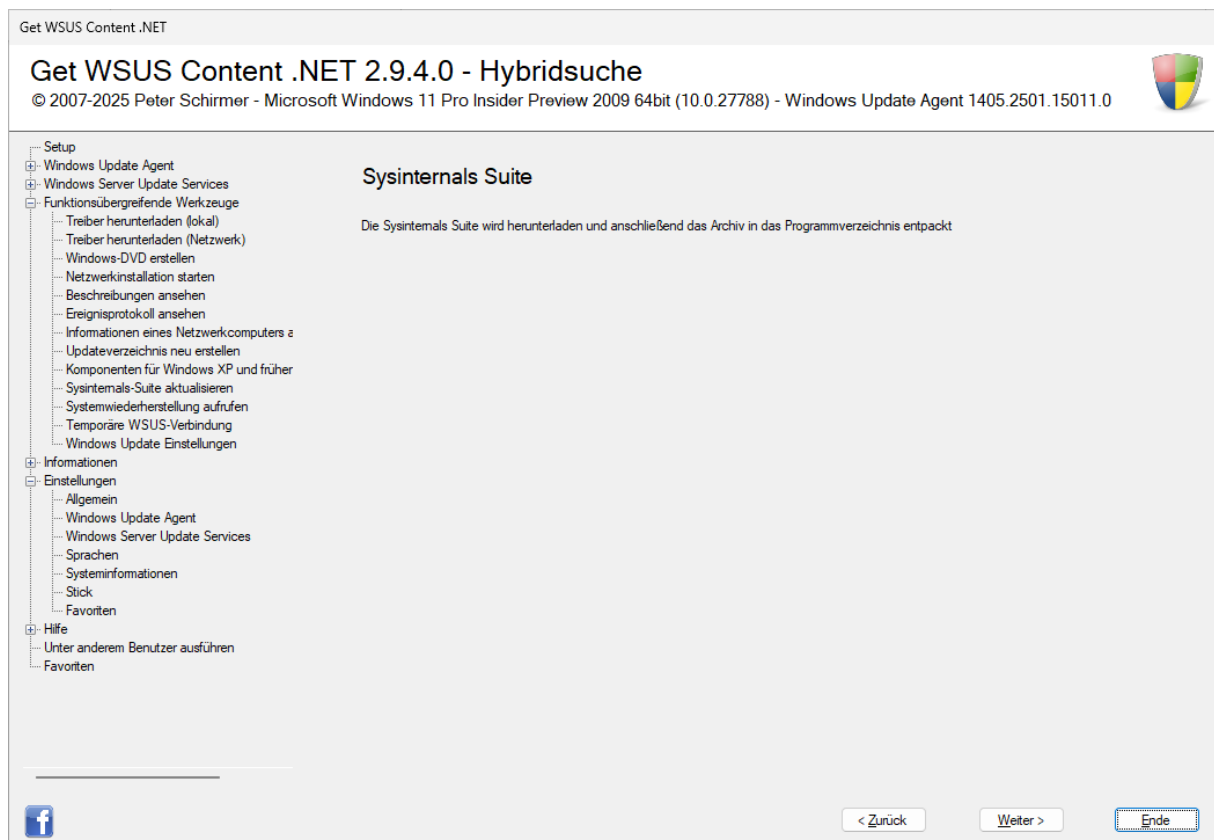 Get WSUS Content .NET
Get WSUS Content .NET 2.9.4.0 - Hybridsuche
© 2007-2025 Peter Schirmer - Microsoft Windows 11 Pro Insider Preview 2009 64bit (10.0.27788) - Windows Update Agent 1405.2501.15011.0
Setup
Windows Update Agent
Windows Server Update Services
Funktionsübergreifende Werkzeuge
Treiber herunterladen (lokal)
Treiber herunterladen (Netzwerk)
Windows-DVD erstellen
Netzwerkinstallation starten
Beschreibungen ansehen
Ereignisprotokoll ansehen
Informationen eines Netzwerkcomputers a
Updateverzeichnis neu erstellen
Komponenten für Windows XP und früher
Sysinternals-Suite aktualisieren
Systemwiederherstellung aufrufen
Temporäre WSUS-Verbindung
Windows Update Einstellungen
Informationen
Einstellungen
Allgemein
Windows Update Agent
Windows Server Update Services
Sprachen
Systeminformationen
Stick
Favoriten
Hilfe
Unter anderem Benutzer ausführen
Favoriten
Sysinternals Suite
Die Sysinternals Suite wird herunterladen und anschließend das Archiv in das Programmverzeichnis entpackt
f
< Zurück
Weiter >
Ende